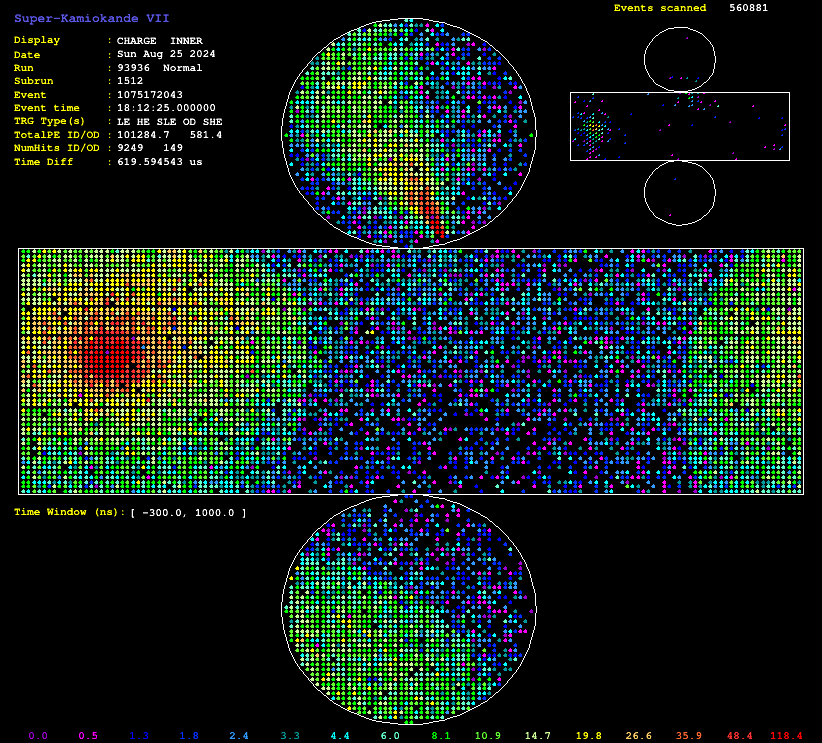 Super-Kamiokande VII
Events scanned 560881
Display : CHARGE INNER
Date : Sun Aug 25 2024
Run : 93936 Normal
Subrun : 1512
Event : 1075172043
Event time : 18:12:25.000000
TRG Type(s) : LE HE SLE OD SHE
TotalPE ID/OD : 101284.7 581.4
NumHits ID/OD : 9249 149
Time Diff : 619.594543 us
Time Window (ns): [ -300.0, 1000.0 ]
0.0 0.5 1.3 1.8 2.4 3.3 4.4 6.0 8.1 10.9 14.7 19.8 26.6 35.9 48.4 118.4